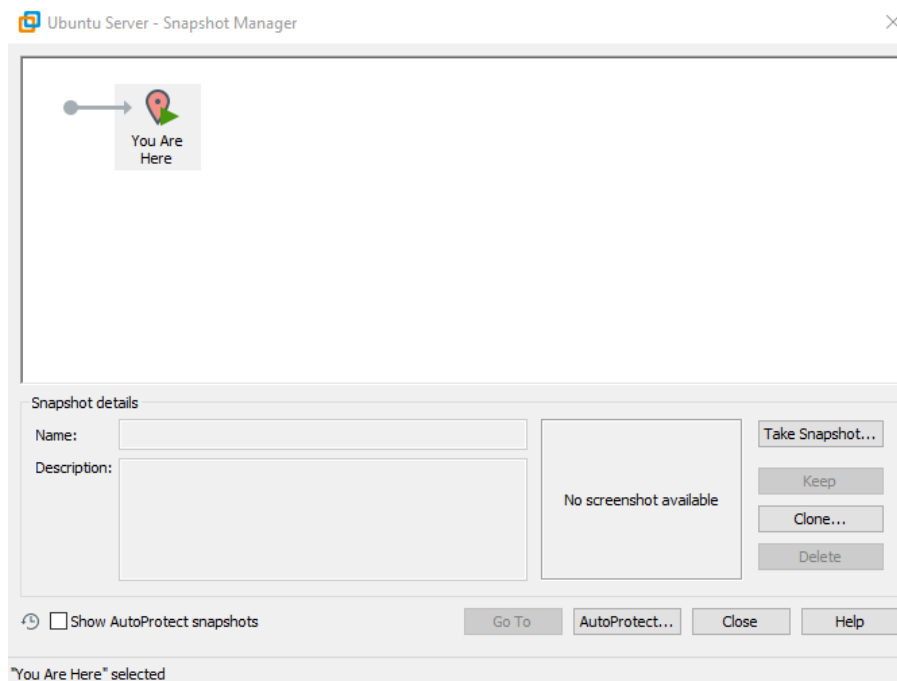 Ubuntu Server - Snapshot Manager
You Are
Here
Snapshot details
Name:
Description:
No screenshot available
Take Snapshot...
Keep
Clone...
Delete
Show AutoProtect snapshots
Go To
AutoProtect...
Close
Help
"You Are Here" selected